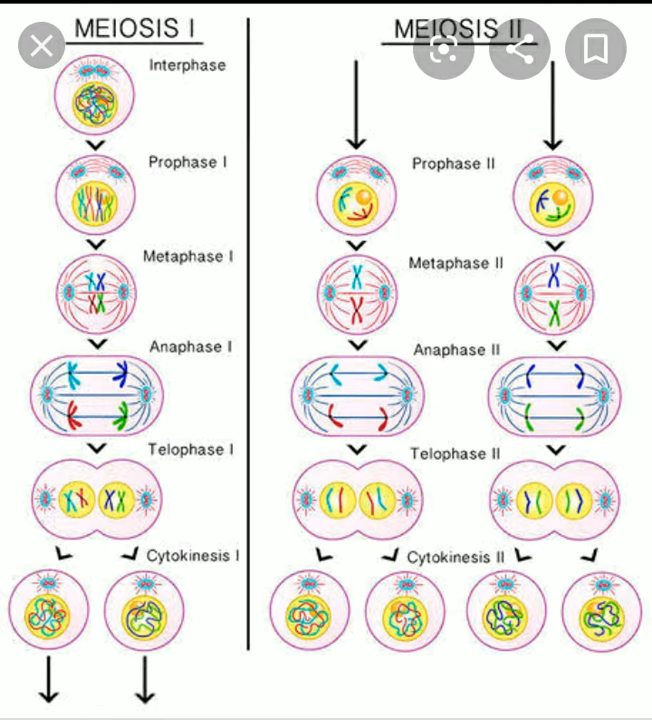 MEIOSIS I
Interphase
Prophase I
Metaphase I
Anaphase I
Telophase I
Cytokinesis I
MEIOSIS II
Prophase II
Metaphase II
Anaphase II
Telophase II
Cytokinesis II